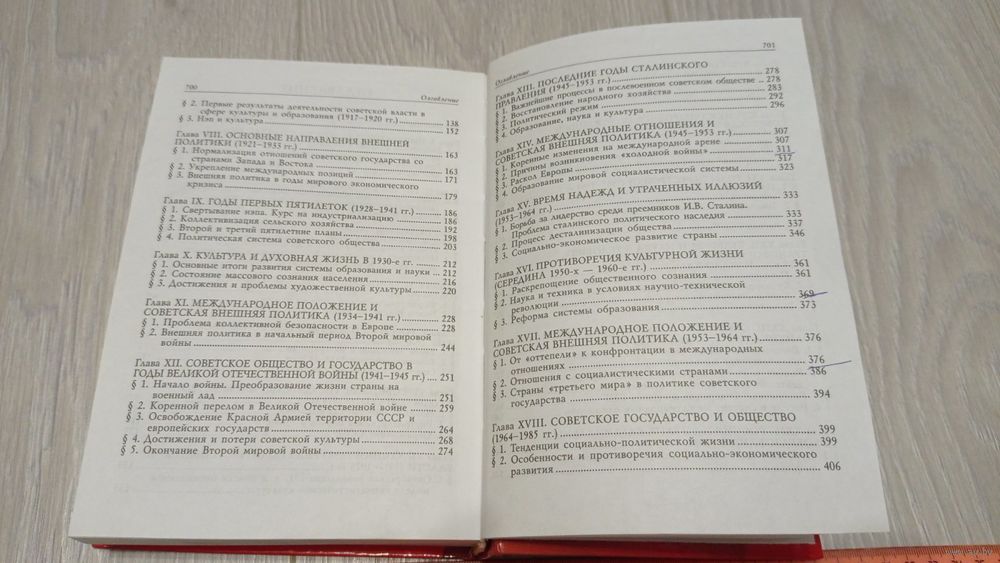 700
Оглавление
§ 2. Первые результаты деятельности советской власти в
сфере культуры и образования (1917–1920 гг.) ........ 138
§ 3. Нэп и культура ........ 152
Глава VIII. ОСНОВНЫЕ НАПРАВЛЕНИЯ ВНЕШНЕЙ
ПОЛИТИКИ (1921–1933 гг.) ........ 163
§ 1. Нормализация отношений советского государства со
странами Запада и Востока ........ 163
§ 2. Укрепление международных позиций ........ 171
§ 3. Внешняя политика в годы мирового экономического
кризиса ........ 179
Глава IX. ГОДЫ ПЕРВЫХ ПЯТИЛЕТОК (1928–1941 гг.) ........ 186
§ 1. Свертывание нэпа. Курс на индустриализацию ........ 186
§ 2. Коллективизация сельского хозяйства ........ 192
§ 3. Второй и третий пятилетние планы ........ 198
§ 4. Политическая система советского общества ........ 203
Глава X. КУЛЬТУРА И ДУХОВНАЯ ЖИЗНЬ В 1930-е гг. .. 212
§ 1. Основные итоги развития системы образования и науки .. 212
§ 2. Состояние массового сознания населения ........ 216
§ 3. Достижения и проблемы художественной культуры ........ 220
Глава XI. МЕЖДУНАРОДНОЕ ПОЛОЖЕНИЕ И
СОВЕТСКАЯ ВНЕШНЯЯ ПОЛИТИКА (1934–1941 гг.) ........ 228
§ 1. Проблема коллективной безопасности в Европе ........ 228
§ 2. Внешняя политика в начальный период Второй мировой
войны ........ 244
Глава XII. СОВЕТСКОЕ ОБЩЕСТВО И ГОСУДАРСТВО В
ГОДЫ ВЕЛИКОЙ ОТЕЧЕСТВЕННОЙ ВОЙНЫ (1941–1945 гг.) .... 251
§ 1. Начало войны. Преобразование жизни страны на
военный лад ........ 251
§ 2. Коренной перелом в Великой Отечественной войне ........ 259
§ 3. Освобождение Красной Армией территории СССР и
европейских государств ........ 264
§ 4. Достижения и потери советской культуры ........ 268
§ 5. Окончание Второй мировой войны ........ 274
Оглавление
701
Глава XIII. ПОСЛЕДНИЕ ГОДЫ СТАЛИНСКОГО
ПРАВЛЕНИЯ (1945–1953 гг.) ........ 278
§ 1. Важнейшие процессы в послевоенном советском обществе .. 278
§ 2. Восстановление народного хозяйства ........ 283
§ 3. Политический режим ........ 292
§ 4. Образование, наука и культура ........ 296
Глава XIV. МЕЖДУНАРОДНЫЕ ОТНОШЕНИЯ И
СОВЕТСКАЯ ВНЕШНЯЯ ПОЛИТИКА (1945–1953 гг.) ........ 307
§ 1. Коренные изменения на международной арене ........ 307
§ 2. Причины возникновения «холодной войны» ........ 311
§ 3. Раскол Европы ........ 317
§ 4. Образование мировой социалистической системы ........ 323
Глава XV. ВРЕМЯ НАДЕЖД И УТРАЧЕННЫХ ИЛЛЮЗИЙ
(1953–1964 гг.) ........ 333
§ 1. Борьба за лидерство среди преемников И.В. Сталина.
Проблема сталинского политического наследия ........ 333
§ 2. Процесс десталинизации общества ........ 337
§ 3. Социально-экономическое развитие страны ........ 346
Глава XVI. ПРОТИВОРЕЧИЯ КУЛЬТУРНОЙ ЖИЗНИ
(СЕРЕДИНА 1950-х — 1960-е гг.) ........ 361
§ 1. Раскрепощение общественного сознания ........ 361
§ 2. Наука и техника в условиях научно-технической
революции ........ 369
§ 3. Реформа системы образования ........ 373
Глава XVII. МЕЖДУНАРОДНОЕ ПОЛОЖЕНИЕ И
СОВЕТСКАЯ ВНЕШНЯЯ ПОЛИТИКА (1953–1964 гг.) ........ 376
§ 1. От «оттепели» к конфронтации в международных
отношениях ........ 376
§ 2. Отношения с социалистическими странами ........ 386
§ 3. Страны «третьего мира» в политике советского
государства ........ 394
Глава XVIII. СОВЕТСКОЕ ГОСУДАРСТВО И ОБЩЕСТВО
(1964–1985 гг.) ........ 399
§ 1. Тенденции социально-политической жизни ........ 399
§ 2. Особенности и противоречия социально-экономического
развития ........ 406